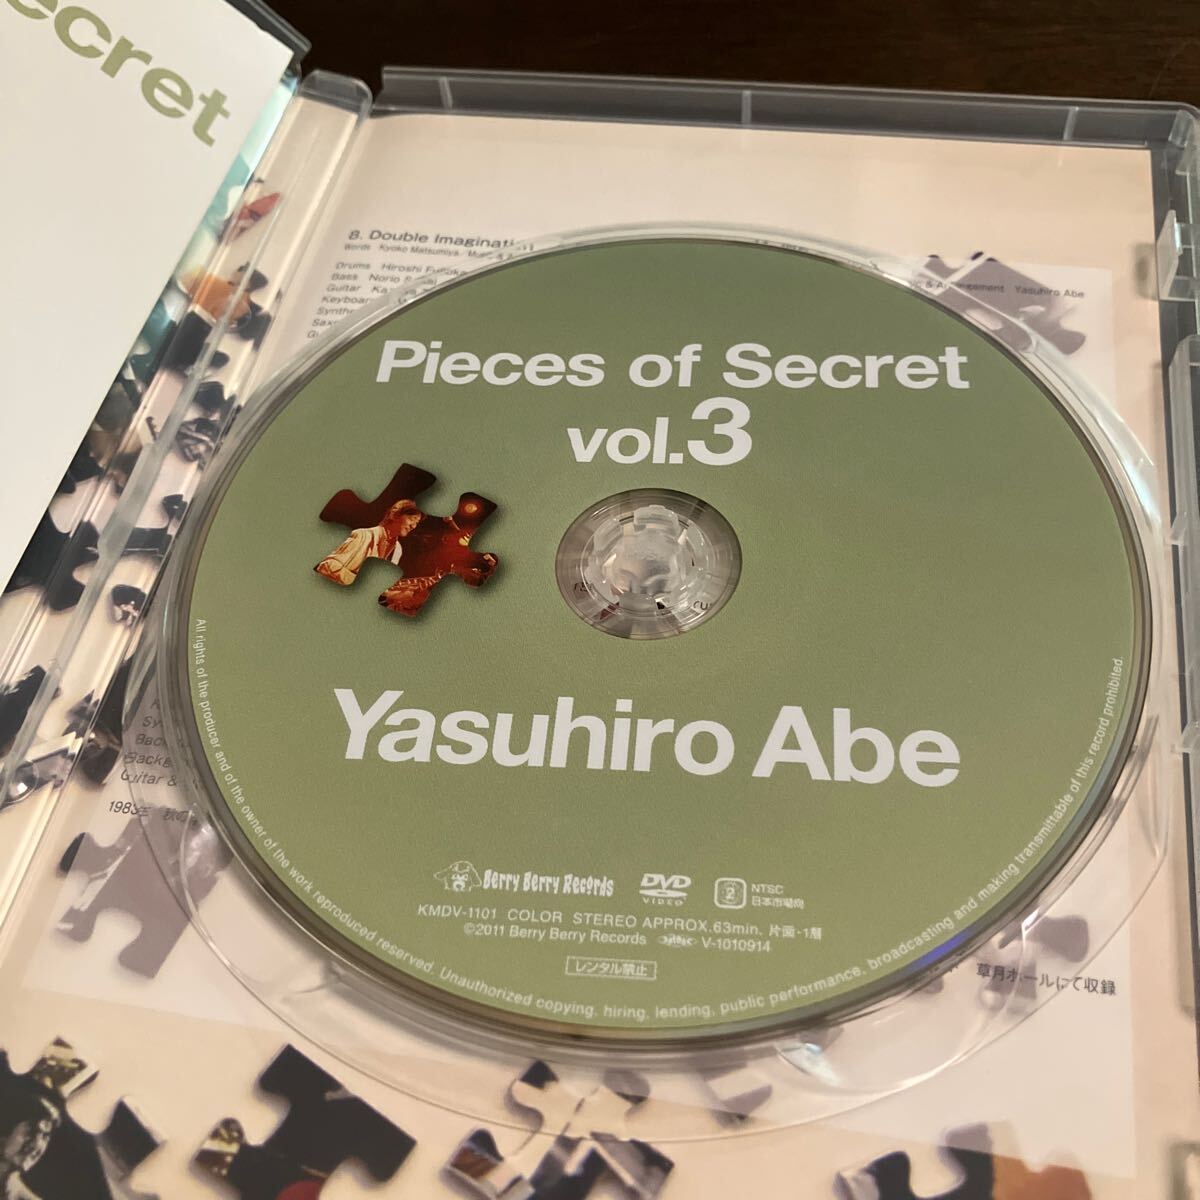 ecret
8. Double Imaginati
Words Kyoko Matsumiya
Music & Arrangement Yasuhiro Abe
Drums Hiroshi
Bass Norio
Guitar
Keyboar
Synth
Pieces of Secret
vol.3
Yasuhiro Abe
Berry Berry Records
DVD
VIDEO
2
NTSC
日本市場向
KMDV-1101 COLOR STEREO APPROX.63min. 片面・1層
©2011 Berry Berry Records V-1010914
レンタル禁止
All rights of the producer and of the owner of the work reproduced reserved. Unauthorized copying, hiring, lending, public performance, broadcasting and making transmittable of this record prohibited.
Guitar &
草月ホールにて収録